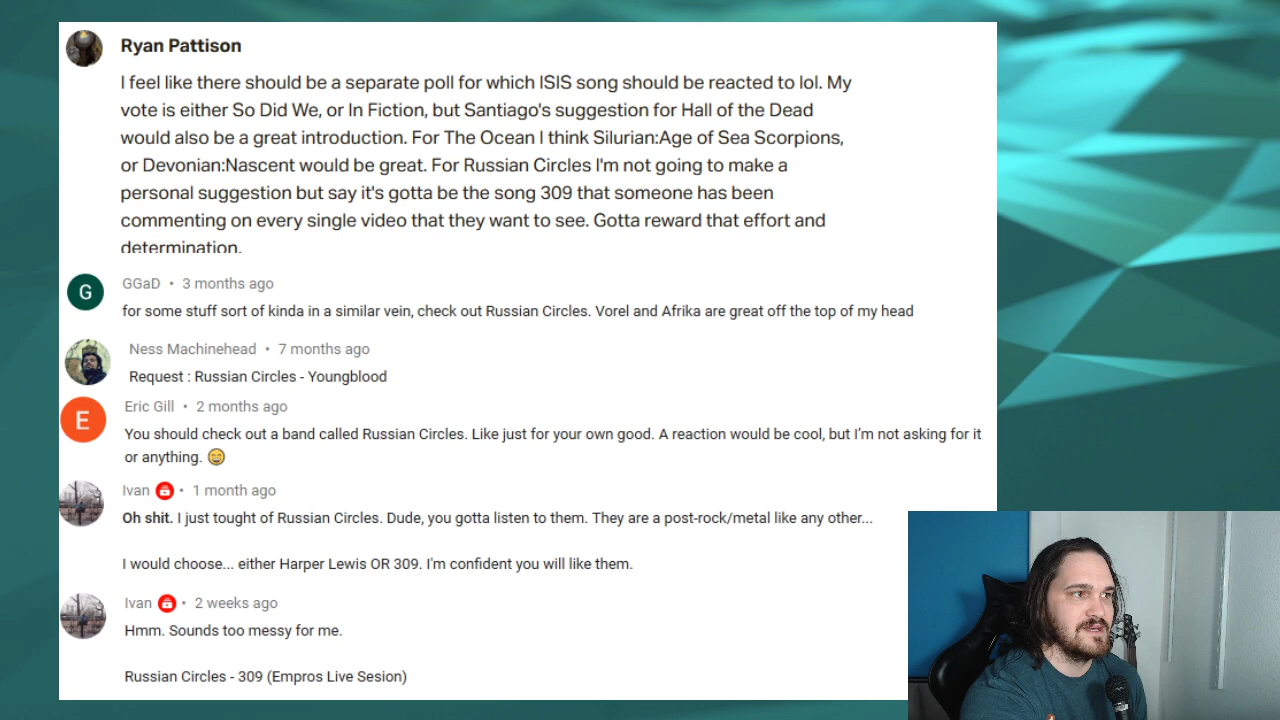 Ryan Pattison
I feel like there should be a separate poll for which ISIS song should be reacted to lol. My
vote is either So Did We, or In Fiction, but Santiago's suggestion for Hall of the Dead
would also be a great introduction. For The Ocean I think Silurian:Age of Sea Scorpions,
or Devonian:Nascent would be great. For Russian Circles I'm not going to make a
personal suggestion but say it's gotta be the song 309 that someone has been
commenting on every single video that they want to see. Gotta reward that effort and
determination.
G
GGaD • 3 months ago
for some stuff sort of kinda in a similar vein, check out Russian Circles. Vorel and Afrika are great off the top of my head
Ness Machinehead • 7 months ago
Request : Russian Circles - Youngblood
E
Eric Gill • 2 months ago
You should check out a band called Russian Circles. Like just for your own good. A reaction would be cool, but I'm not asking for it
or anything. 😄
Ivan • 1 month ago
Oh shit. I just tought of Russian Circles. Dude, you gotta listen to them. They are a post-rock/metal like any other...
I would choose... either Harper Lewis OR 309. I'm confident you will like them.
Ivan • 2 weeks ago
Hmm. Sounds too messy for me.
Russian Circles - 309 (Empros Live Sesion)